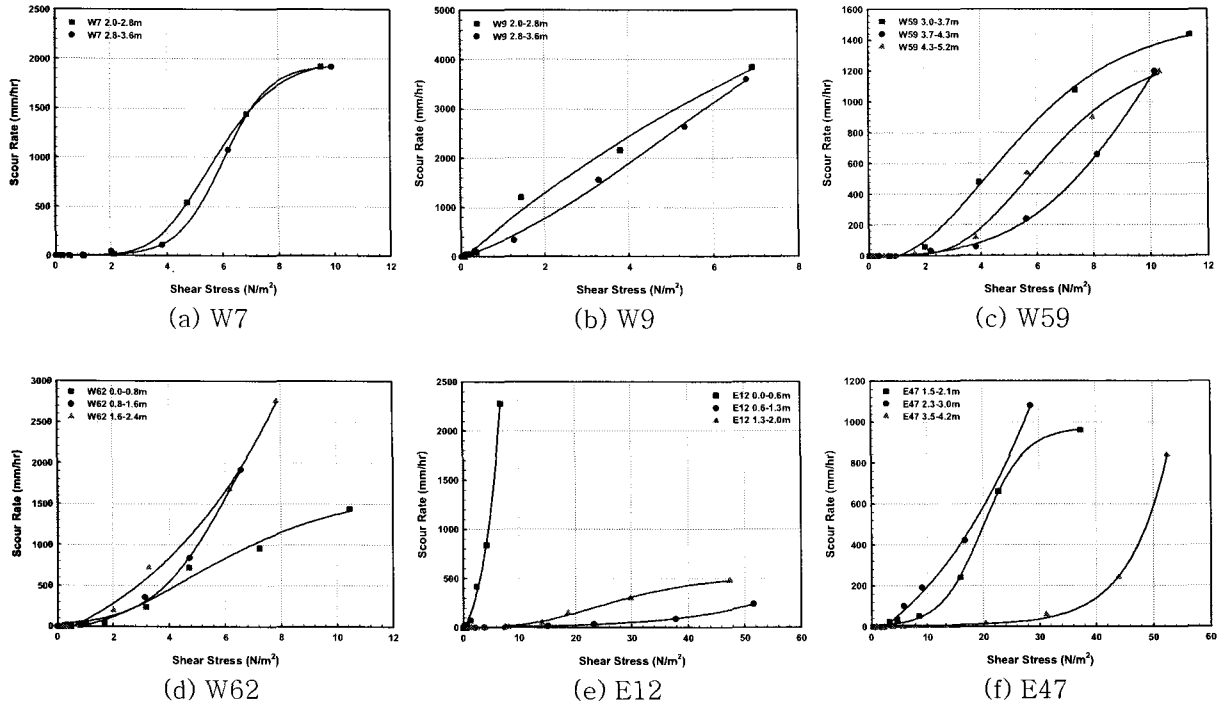 2500
2000
1500
1000
500
0
Scour Rate (mm/hr)
W7 2.0-2.8m
W7 2.8-3.6m
0 2 4 6 8 10 12
Shear Stress (N/m²)
(a) W7
5000
4000
3000
2000
1000
0
Scour Rate (mm/hr)
W9 2.0-2.8m
W9 2.8-3.6m
0 2 4 6 8
Shear Stress (N/m²)
(b) W9
1600
1400
1200
1000
800
600
400
200
0
Scour Rate (mm/hr)
W59 3.0-3.7m
W59 3.7-4.3m
W59 4.3-5.2m
0 2 4 6 8 10 12
Shear Stress (N/m²)
(c) W59
3000
2500
2000
1500
1000
500
0
Scour Rate (mm/hr)
W62 0.0-0.8m
W62 0.8-1.6m
W62 1.6-2.4m
0 2 4 6 8 10 12
Shear Stress (N/m²)
(d) W62
2500
2000
1500
1000
500
0
Scour Rate (mm/hr)
E12 0.0-0.6m
E12 0.6-1.3m
E12 1.3-2.0m
0 10 20 30 40 50 60
Shear Stress (N/m²)
(e) E12
1200
1000
800
600
400
200
0
Scour Rate (mm/hr)
E47 1.5-2.1m
E47 2.3-3.0m
E47 3.5-4.2m
0 10 20 30 40 50 60
Shear Stress (N/m²)
(f) E47